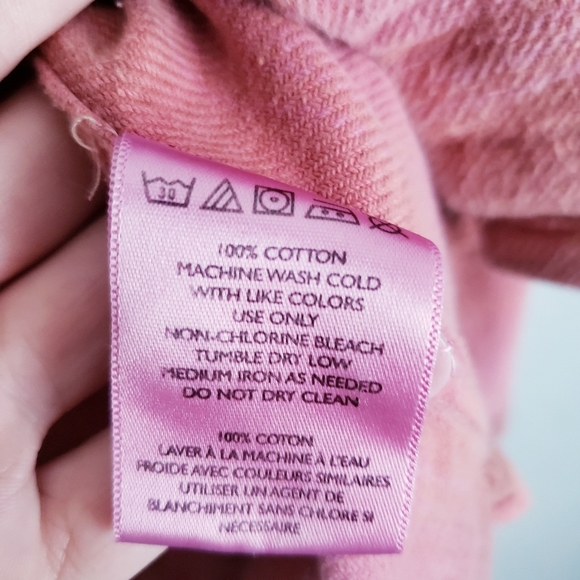 30
100% COTTON
MACHINE WASH COLD
WITH LIKE COLORS
USE ONLY
NON-CHLORINE BLEACH
TUMBLE DRY LOW
MEDIUM IRON AS NEEDED
DO NOT DRY CLEAN
100% COTTON
LAVER À LA MACHINE À L'EAU
FROIDE AVEC COULEURS SIMILAIRES
UTILISER UN AGENT DE
BLANCHIMENT SANS CHLORE SI
NÉCESSAIRE